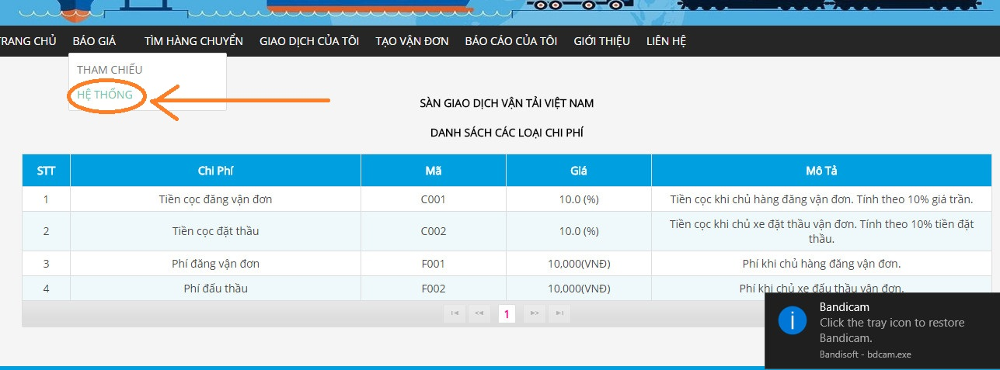 TRANG CHỦ BÁO GIÁ TÌM HÀNG CHUYỂN GIAO DỊCH CỦA TÔI TẠO VẬN ĐƠN BÁO CÁO CỦA TÔI GIỚI THIỆU LIÊN HỆ
THAM CHIẾU
HỆ THỐNG
SÀN GIAO DỊCH VẬN TẢI VIỆT NAM
DANH SÁCH CÁC LOẠI CHI PHÍ
STT Chi Phí Mã Giá Mô Tả
1 Tiền cọc đăng vận đơn C001 10.0 (%) Tiền cọc khi chủ hàng đăng vận đơn. Tính theo 10% giá trần.
2 Tiền cọc đặt thầu C002 10.0 (%) Tiền cọc khi chủ xe đặt thầu vận đơn. Tính theo 10% tiền đặt
thầu.
3 Phí đăng vận đơn F001 10,000(VNĐ) Phí khi chủ hàng đăng vận đơn.
4 Phí đấu thầu F002 10,000(VNĐ) Phí khi chủ xe đấu thầu vận đơn.
1
Bandicam
Click the tray icon to restore
Bandicam.
Bandisoft - bdcam.exe